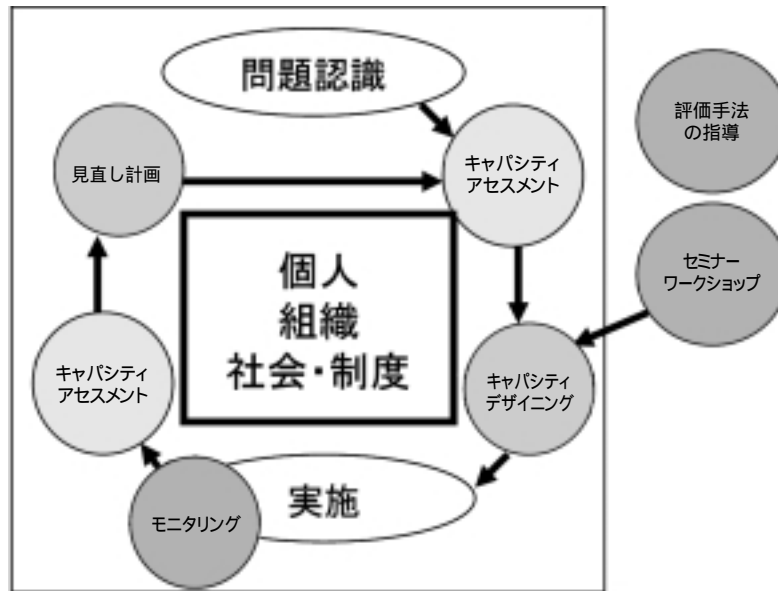 問題認識
評価手法
の指導
見直し計画
キャパシティ
アセスメント
個人
組織
社会・制度
セミナー
ワークショップ
キャパシティ
アセスメント
キャパシティ
デザイニング
実施
モニタリング